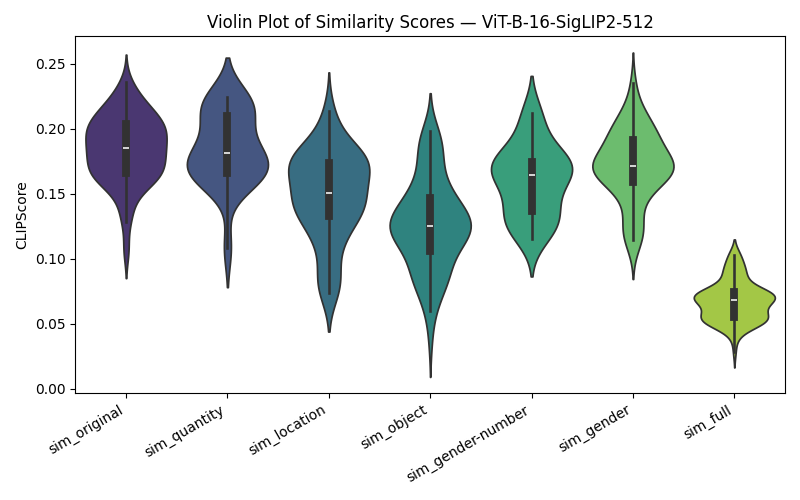 Violin Plot of Similarity Scores — ViT-B-16-SigLIP2-512
CLIPScore
0.25
0.20
0.15
0.10
0.05
0.00
sim_original
sim_quantity
sim_location
sim_object
sim_gender-number
sim_gender
sim_full